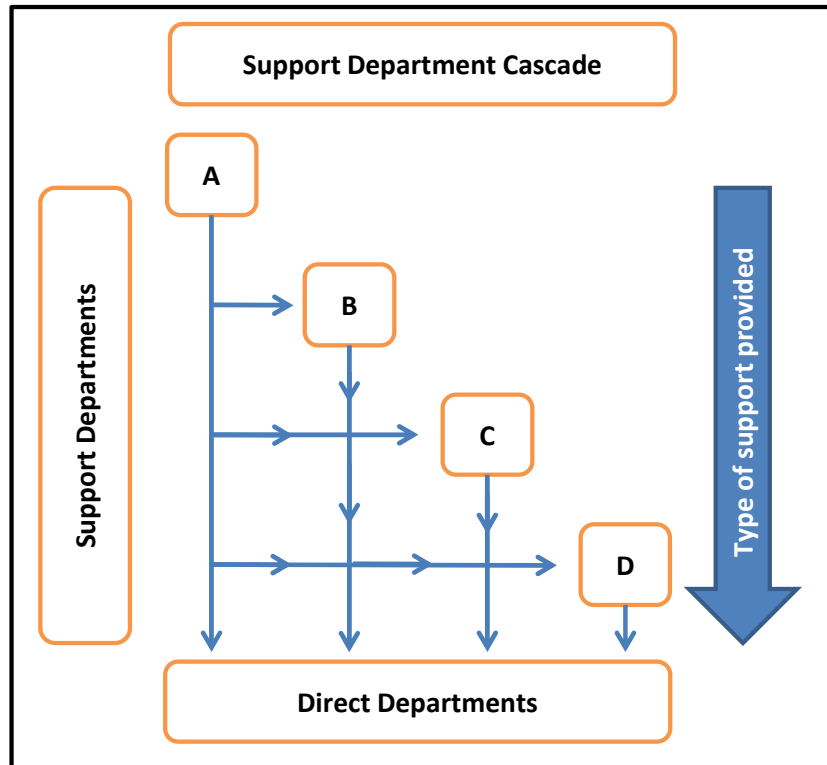 Support Department Cascade
A
B
C
D
Support Departments
Type of support provided
Direct Departments